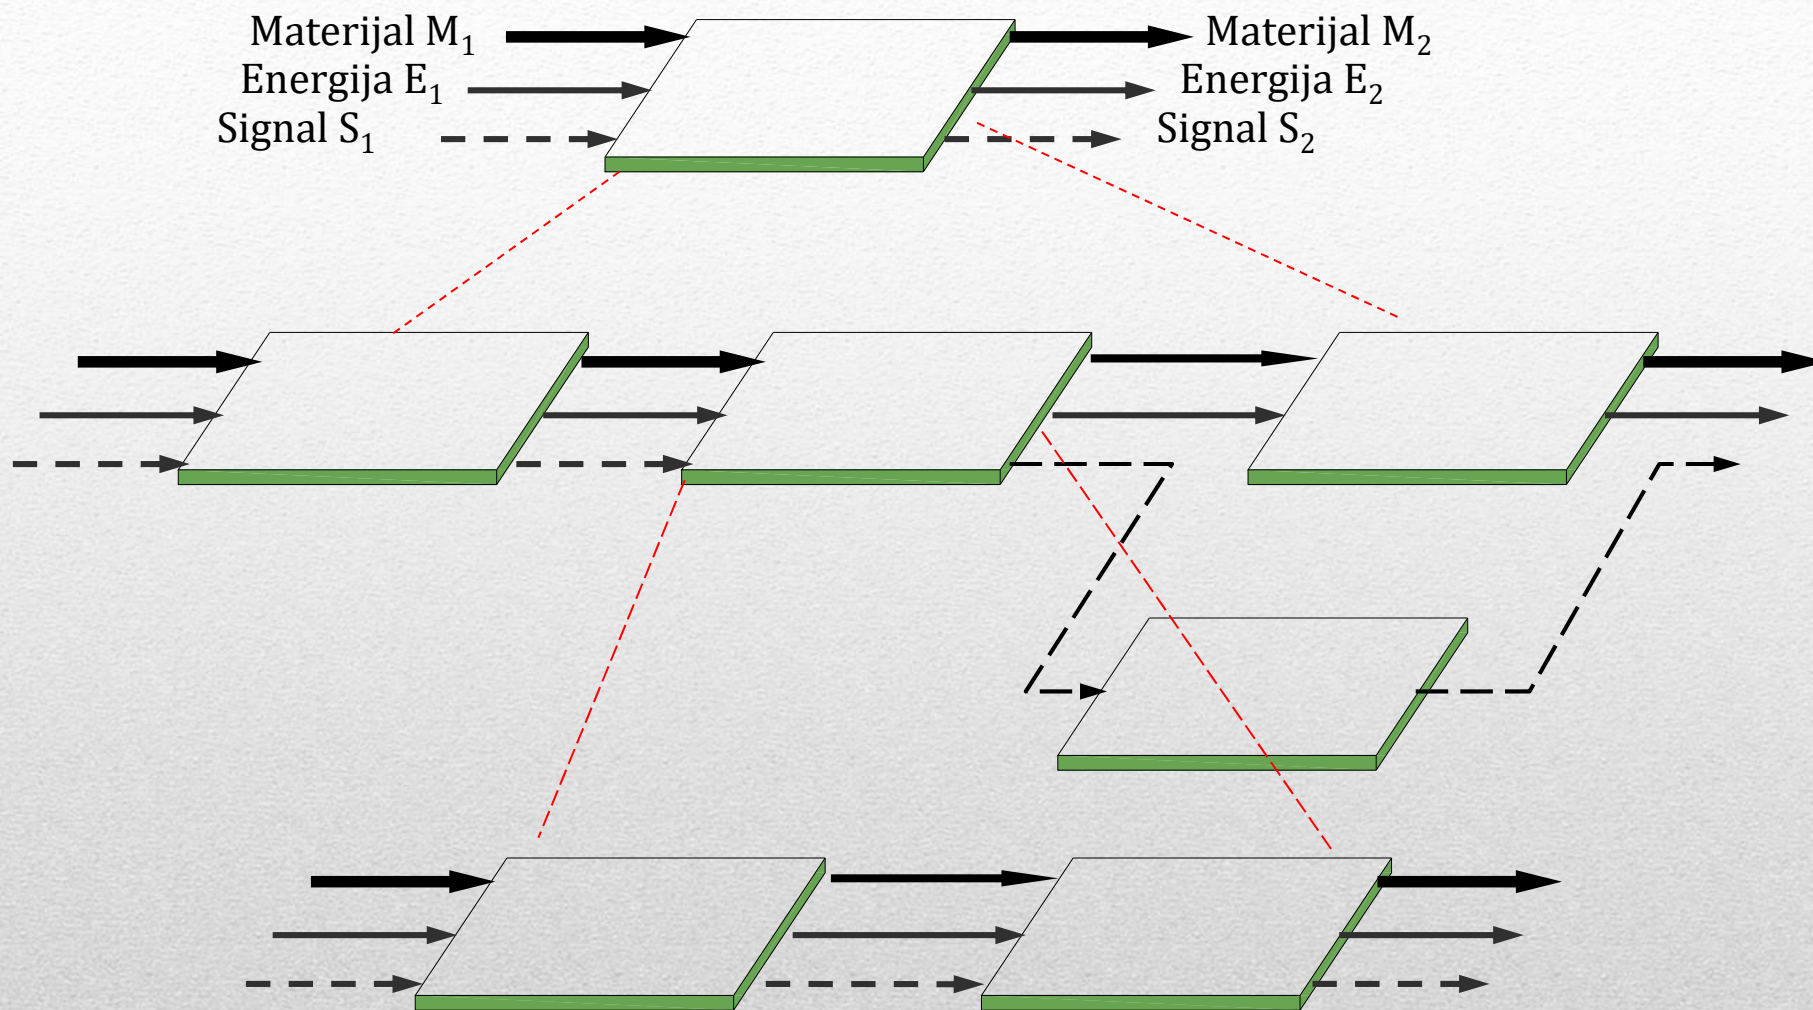 Materijal M₁
Materijal M₂
Energija E₁
Energija E₂
Signal S₁
Signal S₂